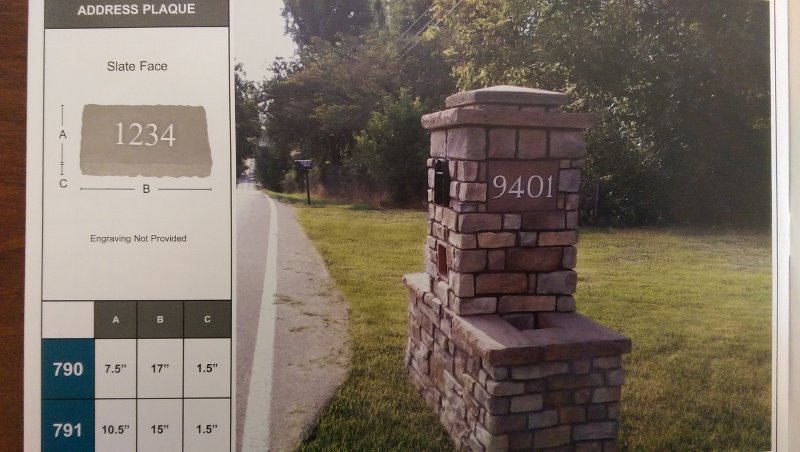 ADDRESS PLAQUE
Slate Face
1234
A
C
B
Engraving Not Provided
A B C
790 7.5” 17” 1.5”
791 10.5” 15” 1.5”
9401